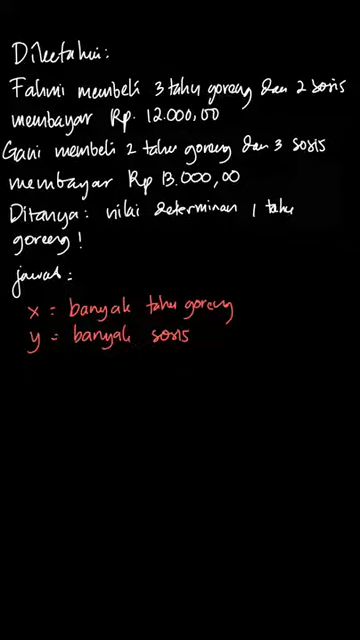 Diketahui:
Fahmi membeli 3 tahu goreng dan 2 sosis
membayar Rp. 12.000,00
Gani membeli 2 tahu goreng dan 3 sosis
membayar Rp 13.000,00
Ditanya: nilai determinan 1 tahu
goreng!
jawab:
x = banyak tahu goreng
y = banyak sosis